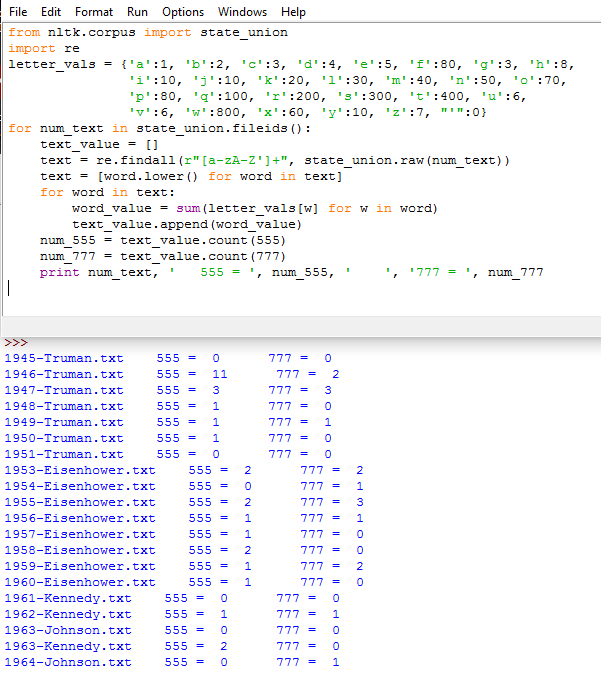 File Edit Format Run Options Windows Help
from nltk.corpus import state_union
import re
letter_vals = {'a':1, 'b':2, 'c':3, 'd':4, 'e':5, 'f':80, 'g':3, 'h':8,
               'i':10, 'j':10, 'k':20, 'l':30, 'm':40, 'n':50, 'o':70,
               'p':80, 'q':100, 'r':200, 's':300, 't':400, 'u':6,
               'v':6, 'w':800, 'x':60, 'y':10, 'z':7, "'":0}
for num_text in state_union.fileids():
    text_value = []
    text = re.findall(r"[a-zA-Z']+", state_union.raw(num_text))
    text = [word.lower() for word in text]
    for word in text:
        word_value = sum(letter_vals[w] for w in word)
        text_value.append(word_value)
    num_555 = text_value.count(555)
    num_777 = text_value.count(777)
    print num_text, '   555 = ', num_555, '    ', '777 = ', num_777
>>>
1945-Truman.txt    555 =  0      777 =  0
1946-Truman.txt    555 =  11      777 =  2
1947-Truman.txt    555 =  3      777 =  3
1948-Truman.txt    555 =  1      777 =  0
1949-Truman.txt    555 =  1      777 =  1
1950-Truman.txt    555 =  1      777 =  0
1951-Truman.txt    555 =  0      777 =  0
1953-Eisenhower.txt    555 =  2      777 =  2
1954-Eisenhower.txt    555 =  0      777 =  1
1955-Eisenhower.txt    555 =  2      777 =  3
1956-Eisenhower.txt    555 =  1      777 =  1
1957-Eisenhower.txt    555 =  1      777 =  0
1958-Eisenhower.txt    555 =  2      777 =  0
1959-Eisenhower.txt    555 =  1      777 =  2
1960-Eisenhower.txt    555 =  1      777 =  0
1961-Kennedy.txt    555 =  0      777 =  0
1962-Kennedy.txt    555 =  1      777 =  1
1963-Johnson.txt    555 =  0      777 =  0
1963-Kennedy.txt    555 =  2      777 =  0
1964-Johnson.txt    555 =  0      777 =  1